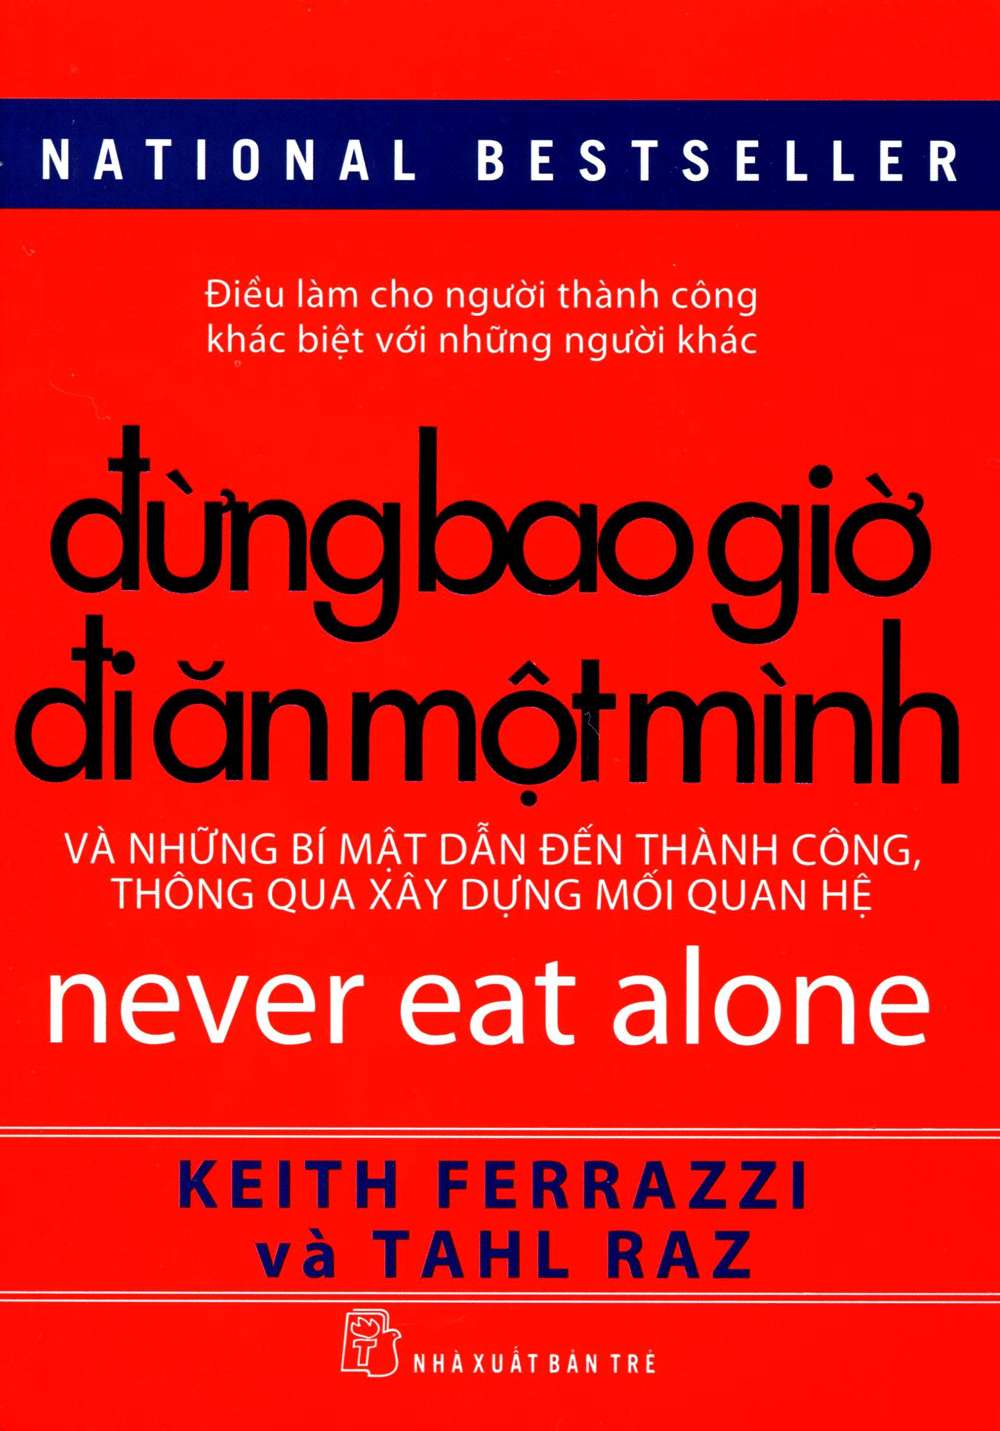 NATIONAL BESTSELLER
Điều làm cho người thành công
khác biệt với những người khác
đừng bao giờ
đi ăn một mình
VÀ NHỮNG BÍ MẬT DẪN ĐẾN THÀNH CÔNG,
THÔNG QUA XÂY DỰNG MỐI QUAN HỆ
never eat alone
KEITH FERRAZZI
và TAHL RAZ
T
NHÀ XUẤT BẢN TRẺ